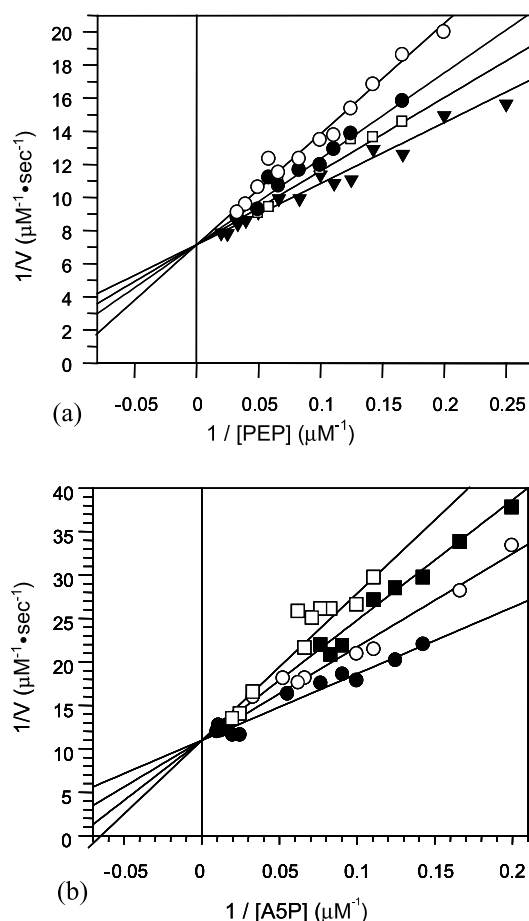 20
18
16
14
12
10
8
6
4
2
0
1/V (μM⁻¹•sec⁻¹)
-0.05 0 0.05 0.1 0.15 0.2 0.25
(a)
1 / [PEP] (μM⁻¹)
40
35
30
25
20
15
10
5
0
1/V (μM⁻¹•sec⁻¹)
-0.05 0 0.05 0.1 0.15 0.2
(b)
1 / [A5P] (μM⁻¹)